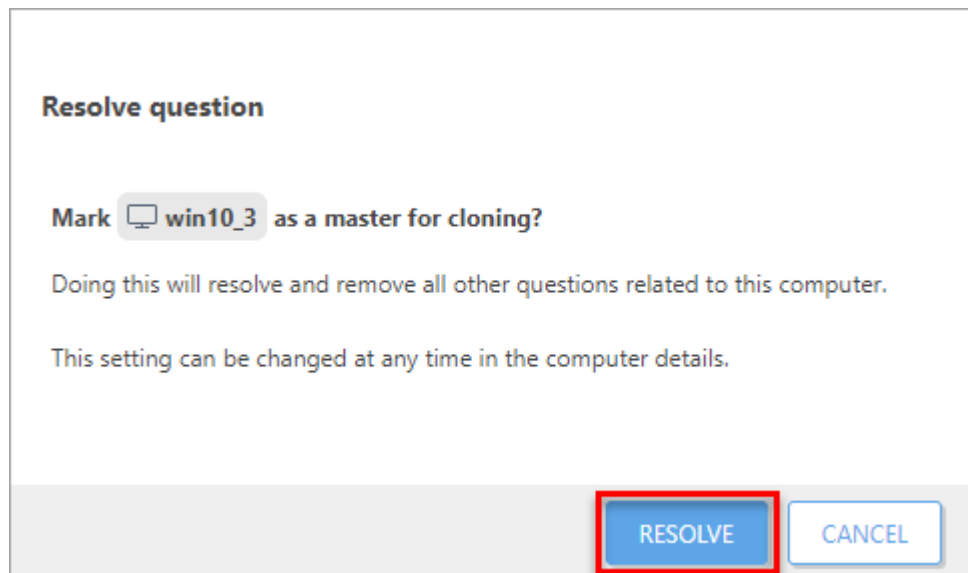 Resolve question
Mark win10_3 as a master for cloning?
Doing this will resolve and remove all other questions related to this computer.
This setting can be changed at any time in the computer details.
RESOLVE CANCEL